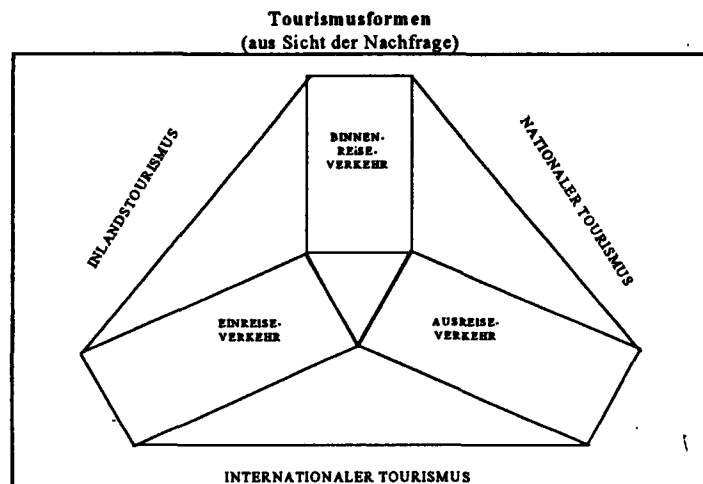 Tourismusformen
(aus Sicht der Nachfrage)
BINNEN-
REISE-
VERKEHR
INLANDSTOURISMUS
NATIONALER TOURISMUS
EINREISE-
VERKEHR
AUSREISE-
VERKEHR
INTERNATIONALER TOURISMUS